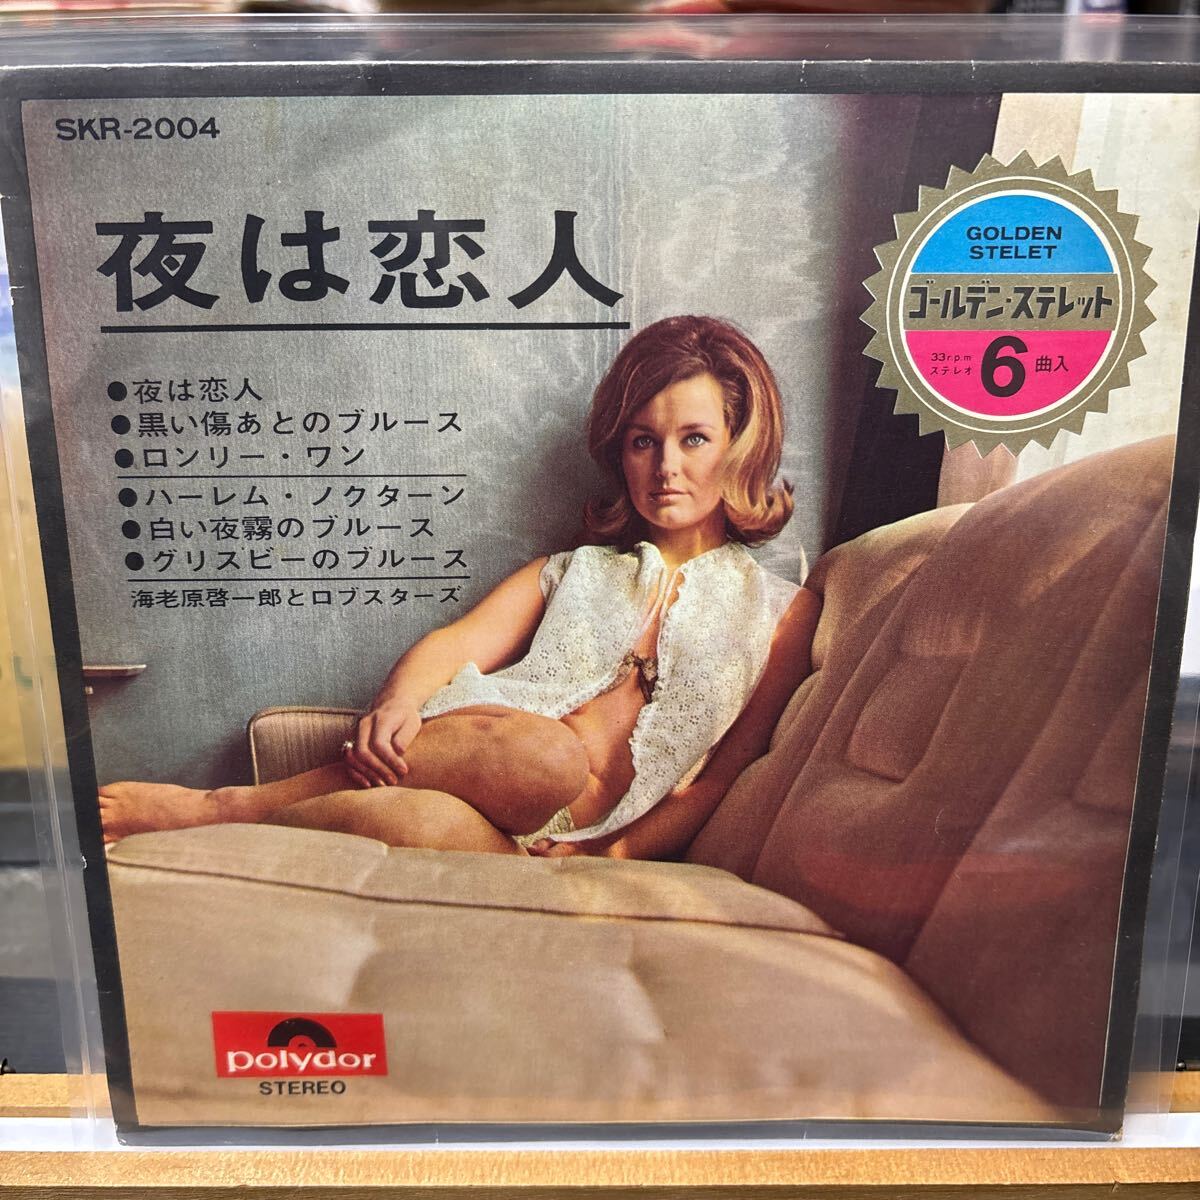 SKR-2004
夜は恋人
●夜は恋人
●黒い傷あとのブルース
●ロンリー・ワン
●ハーレム・ノクターン
●白い夜霧のブルース
●グリスビーのブルース
海老原啓一郎とロブスターズ
GOLDEN
STELET
ゴールデン・ステレット
33r.p.m
ステレオ
6曲入
polydor
STEREO